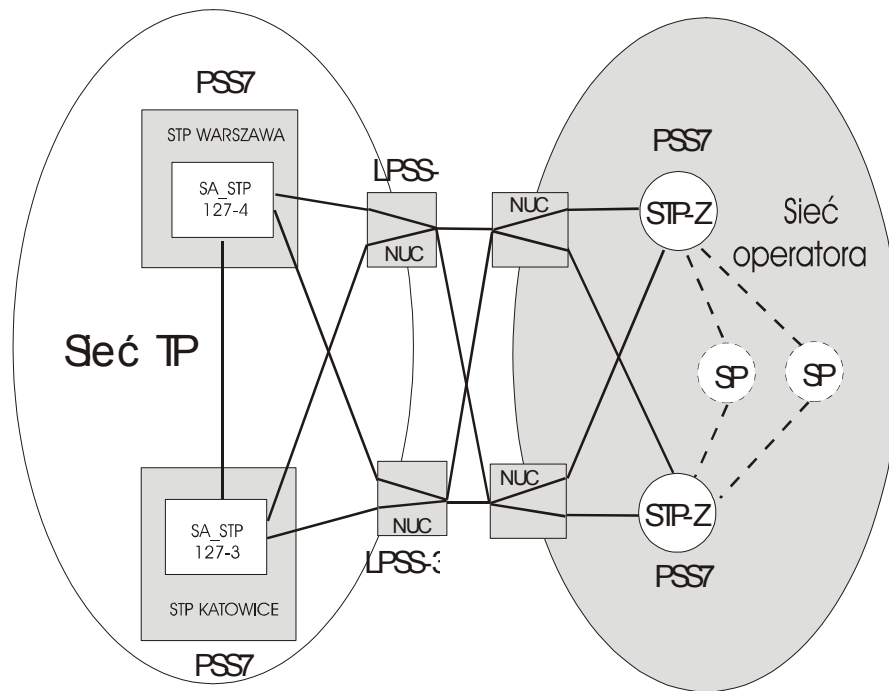 PSS7
STP WARSZAWA
SA_STP
127-4
LPSS-
NUC
NUC
PSS7
STP-Z
Sieć
operatora
Sieć TP
SP
SP
SA_STP
127-3
STP KATOWICE
PSS7
NUC
LPSS-3
NUC
STP-Z
PSS7